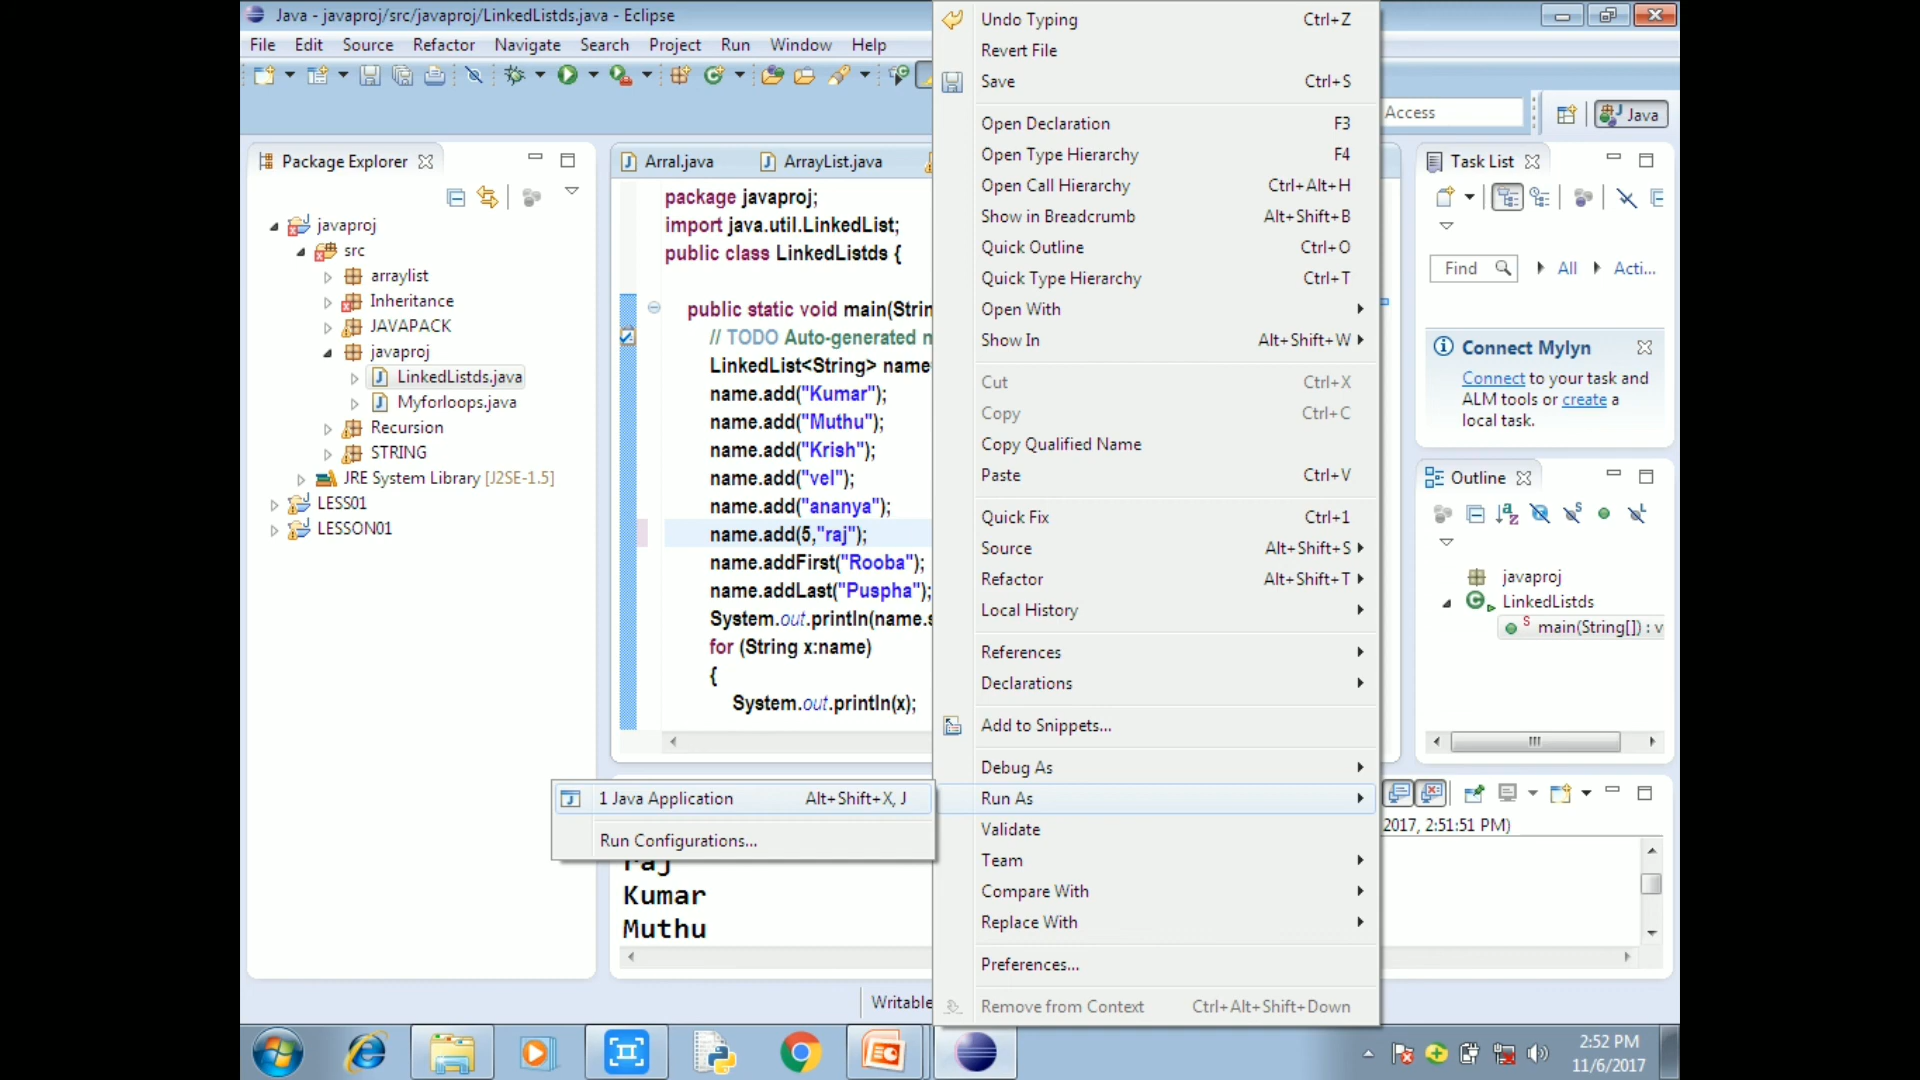 Java - javaproj/src/javaproj/LinkedListds.java - Eclipse
File Edit Source Refactor Navigate Search Project Run Window Help
Access
Java
Package Explorer
javaproj
src
arraylist
Inheritance
JAVAPACK
javaproj
LinkedListds.java
Myforloops.java
Recursion
STRING
JRE System Library [J2SE-1.5]
LESS01
LESSON01
Arral.java ArrayList.java
package javaproj;
import java.util.LinkedList;
public class LinkedListds {
public static void main(Strin
// TODO Auto-generated
LinkedList<String> name
name.add("Kumar");
name.add("Muthu");
name.add("Krish");
name.add("vel");
name.add("ananya");
name.add(5,"raj");
name.addFirst("Rooba");
name.addLast("Puspha");
System.out.println(name.
for (String x:name)
{
System.out.println(x);
Undo Typing Ctrl+Z
Revert File
Save Ctrl+S
Open Declaration F3
Open Type Hierarchy F4
Open Call Hierarchy Ctrl+Alt+H
Show in Breadcrumb Alt+Shift+B
Quick Outline Ctrl+O
Quick Type Hierarchy Ctrl+T
Open With
Show In Alt+Shift+W
Cut Ctrl+X
Copy Ctrl+C
Copy Qualified Name
Paste Ctrl+V
Quick Fix Ctrl+1
Source Alt+Shift+S
Refactor Alt+Shift+T
Local History
References
Declarations
Add to Snippets...
Debug As
Run As
Validate
Team
Compare With
Replace With
Preferences...
Remove from Context Ctrl+Alt+Shift+Down
1 Java Application Alt+Shift+X, J
Run Configurations...
raj
Kumar
Muthu
Writable
Task List
Find All Acti...
Connect Mylyn
Connect to your task and
ALM tools or create a
local task.
Outline
javaproj
LinkedListds
main(String[]) : v
2017, 2:51:51 PM)
2:52 PM
11/6/2017